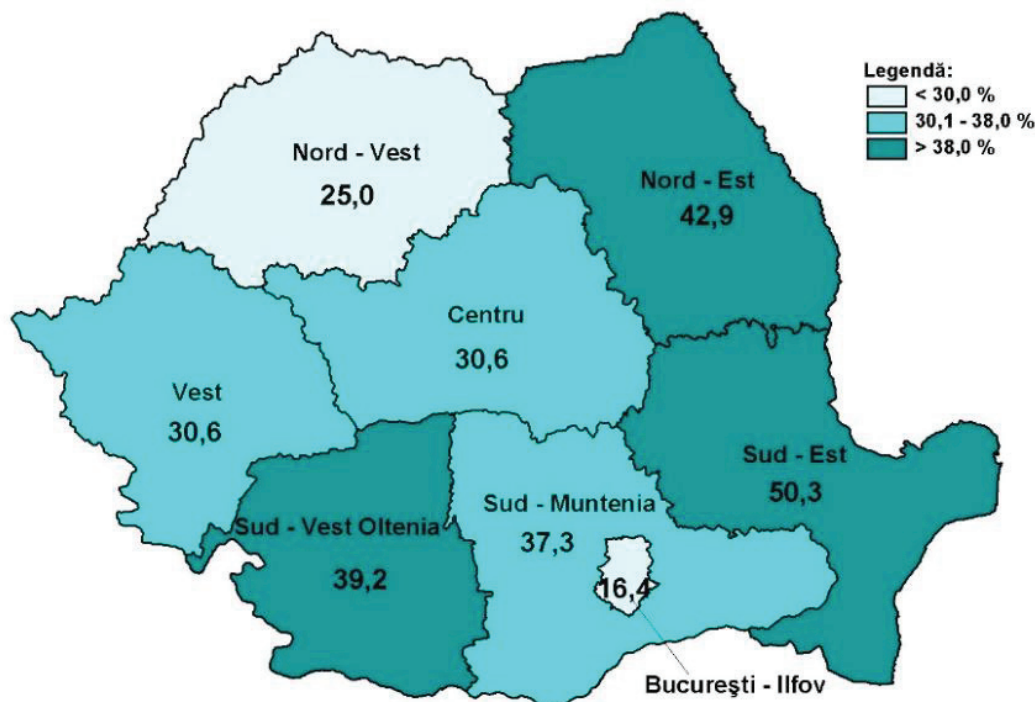 Legendă:
< 30,0 %
30,1 - 38,0 %
> 38,0 %
Nord - Vest
25,0
Nord - Est
42,9
Centru
30,6
Vest
30,6
Sud - Est
50,3
Sud - Muntenia
37,3
Sud - Vest Oltenia
39,2
16,4
Bucureşti - Ilfov